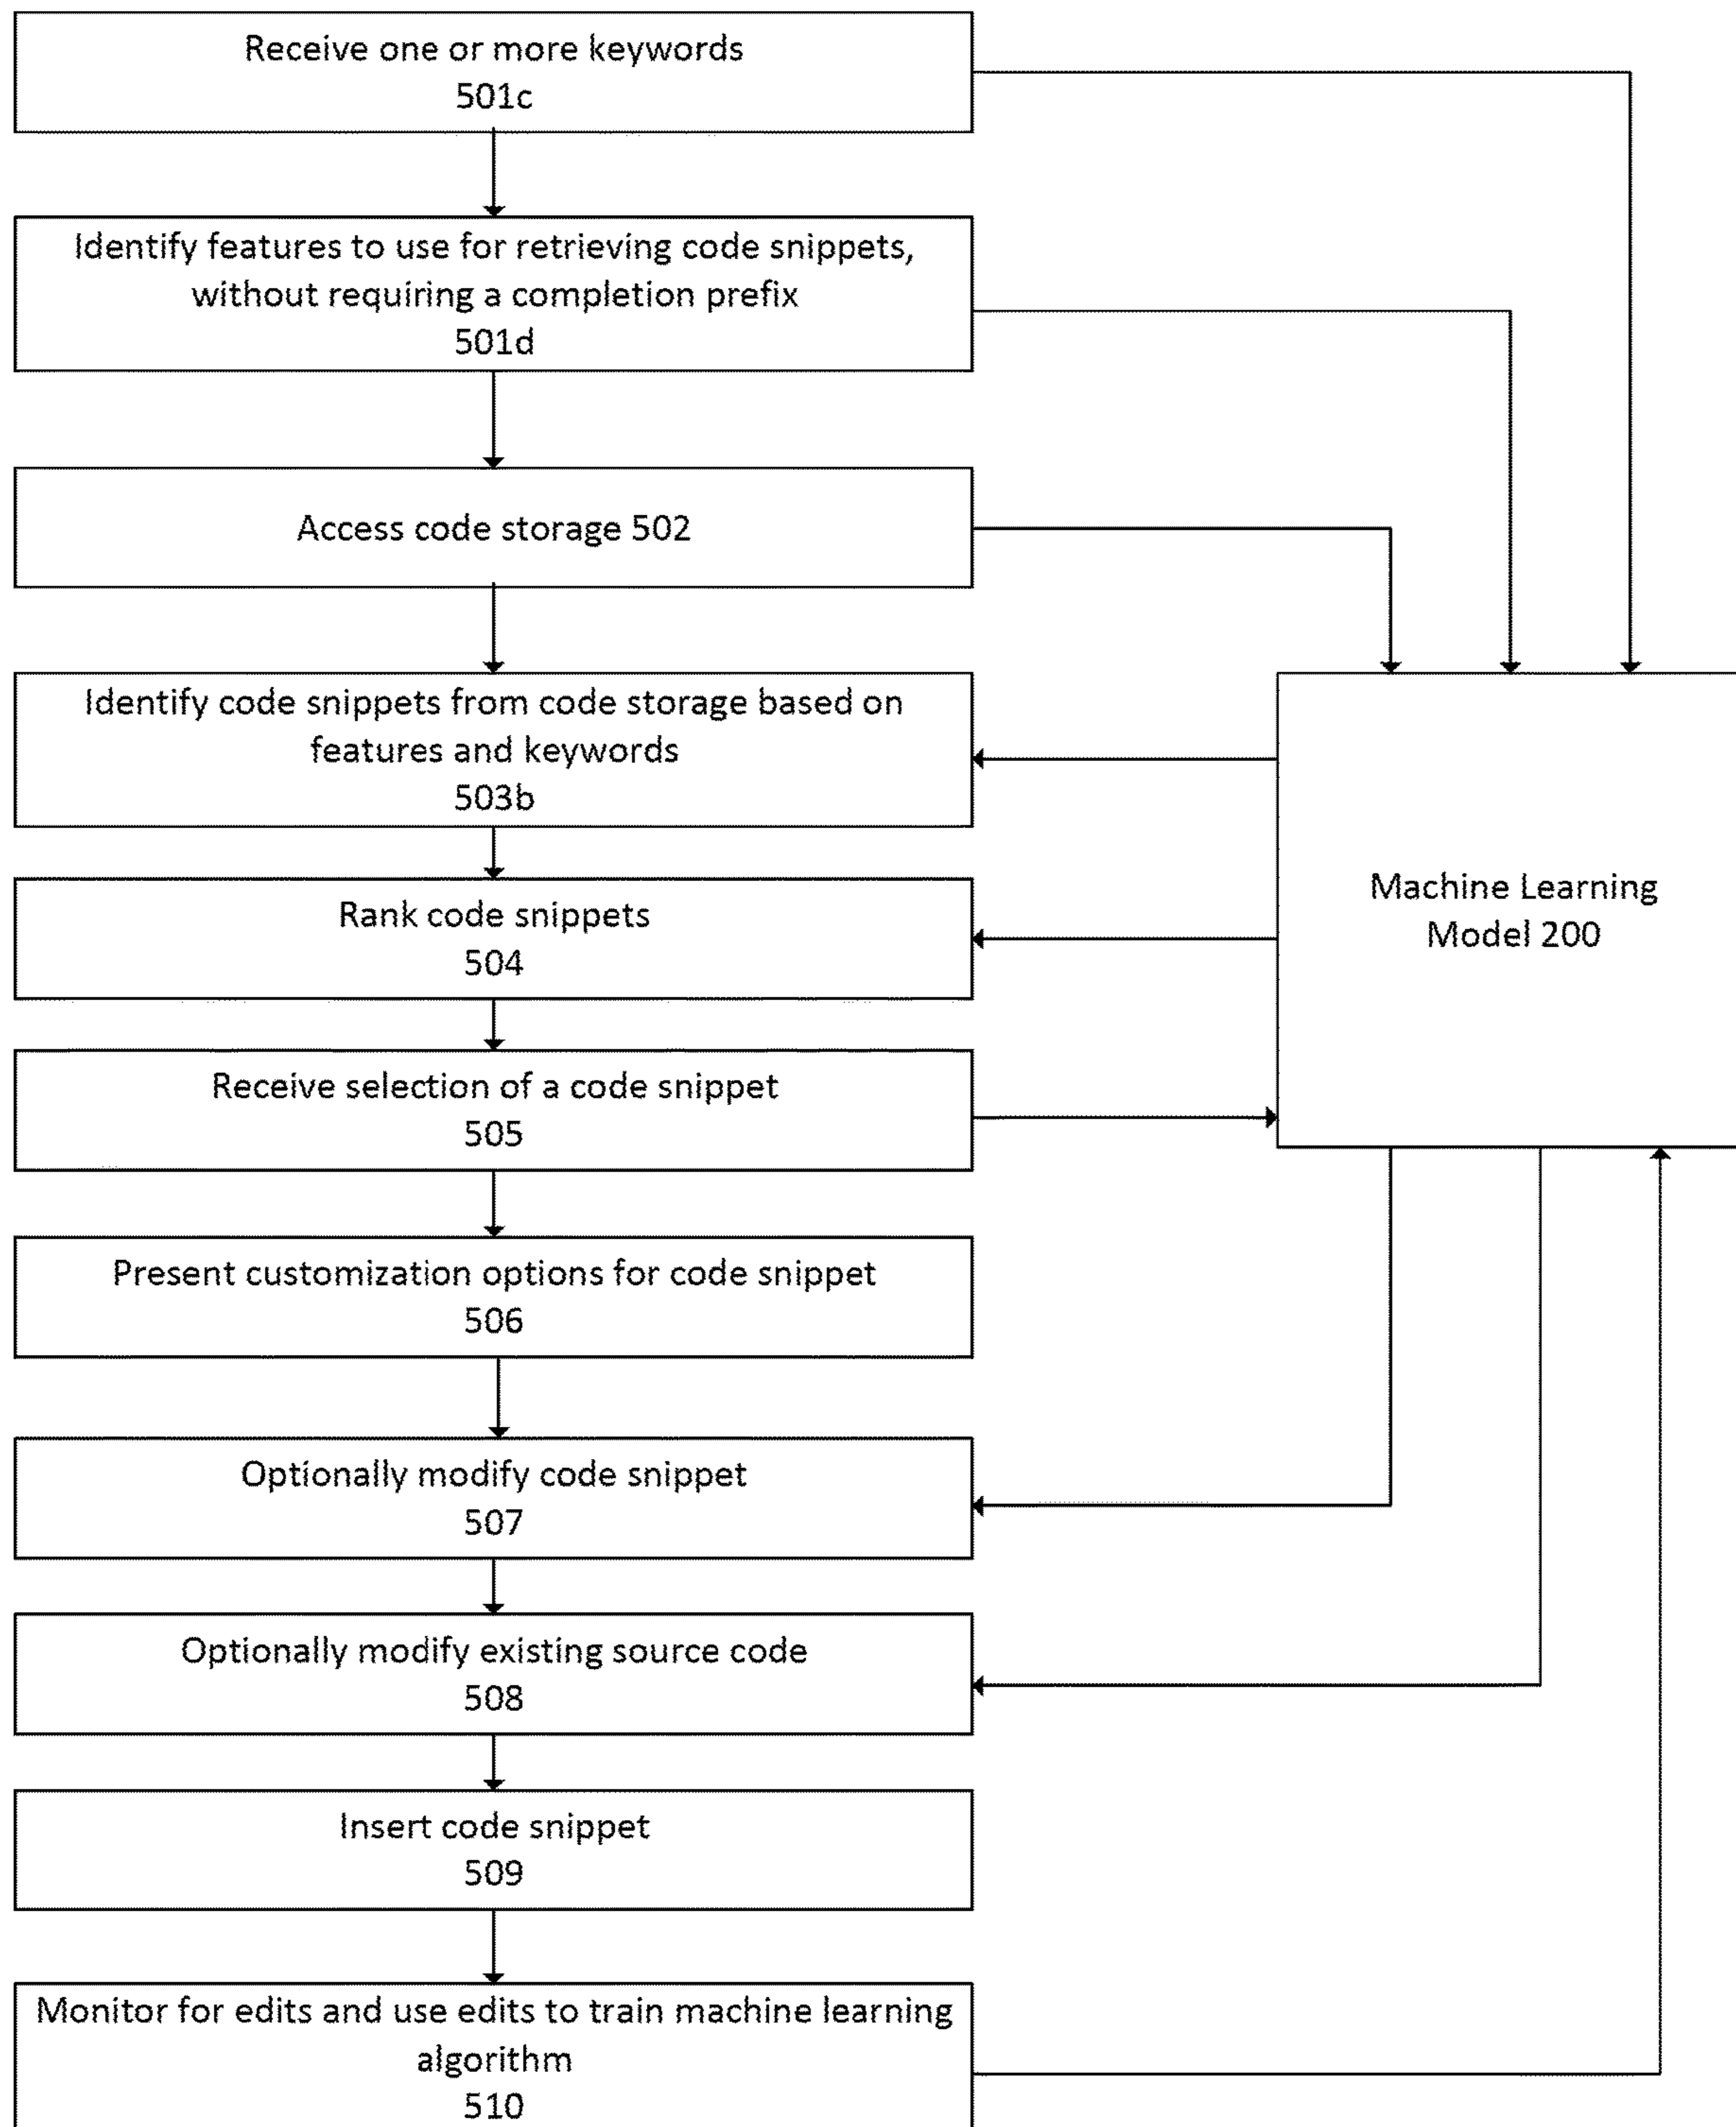 Receive one or more keywords
501c
Identify features to use for retrieving code snippets,
without requiring a completion prefix
501d
Access code storage 502
Identify code snippets from code storage based on
features and keywords
503b
Rank code snippets
504
Machine Learning
Model 200
Receive selection of a code snippet
505
Present customization options for code snippet
506
Optionally modify code snippet
507
Optionally modify existing source code
508
Insert code snippet
509
Monitor for edits and use edits to train machine learning
algorithm
510